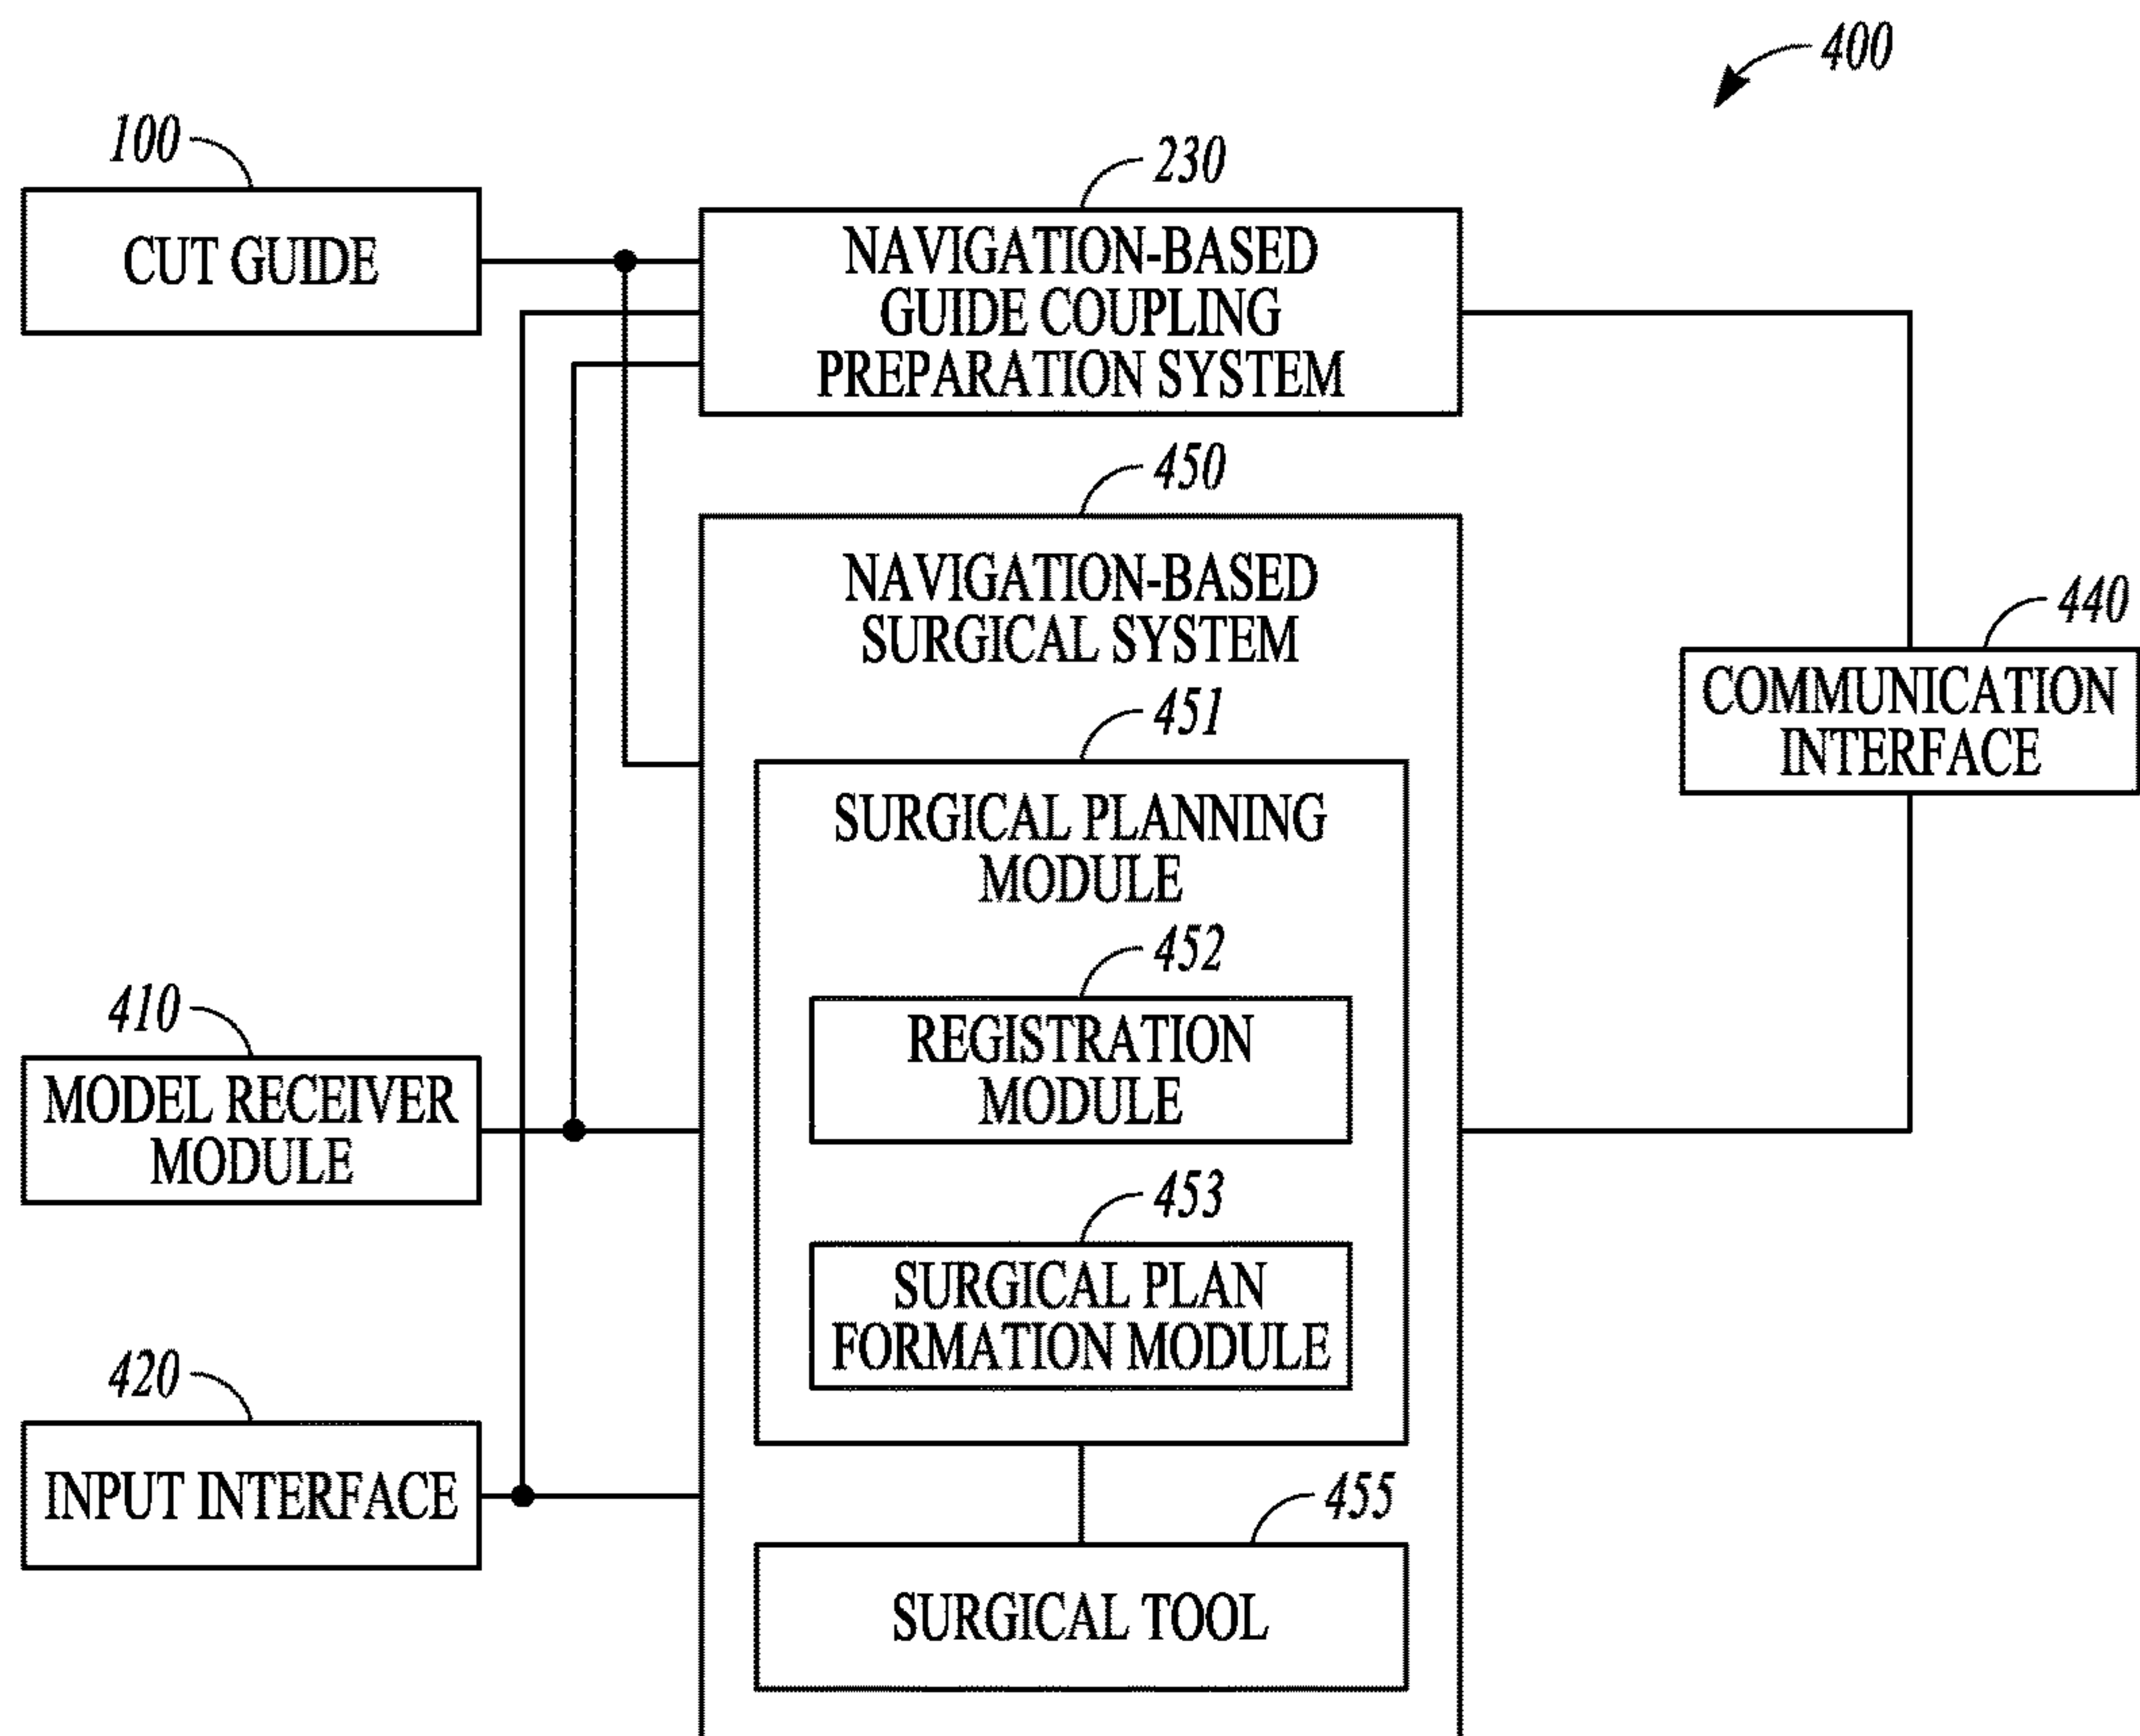 400
100
CUT GUIDE
230
NAVIGATION-BASED
GUIDE COUPLING
PREPARATION SYSTEM
450
NAVIGATION-BASED
SURGICAL SYSTEM
440
COMMUNICATION
INTERFACE
451
SURGICAL PLANNING
MODULE
452
REGISTRATION
MODULE
410
MODEL RECEIVER
MODULE
453
SURGICAL PLAN
FORMATION MODULE
420
INPUT INTERFACE
455
SURGICAL TOOL